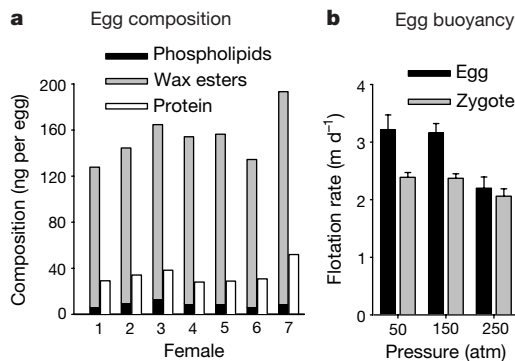 a Egg composition
Phospholipids
Wax esters
Protein
Composition (ng per egg)
200
160
120
80
40
0
1 2 3 4 5 6 7
Female
b Egg buoyancy
Egg
Zygote
Flotation rate (m d⁻¹)
4
3
2
1
0
50 150 250
Pressure (atm)